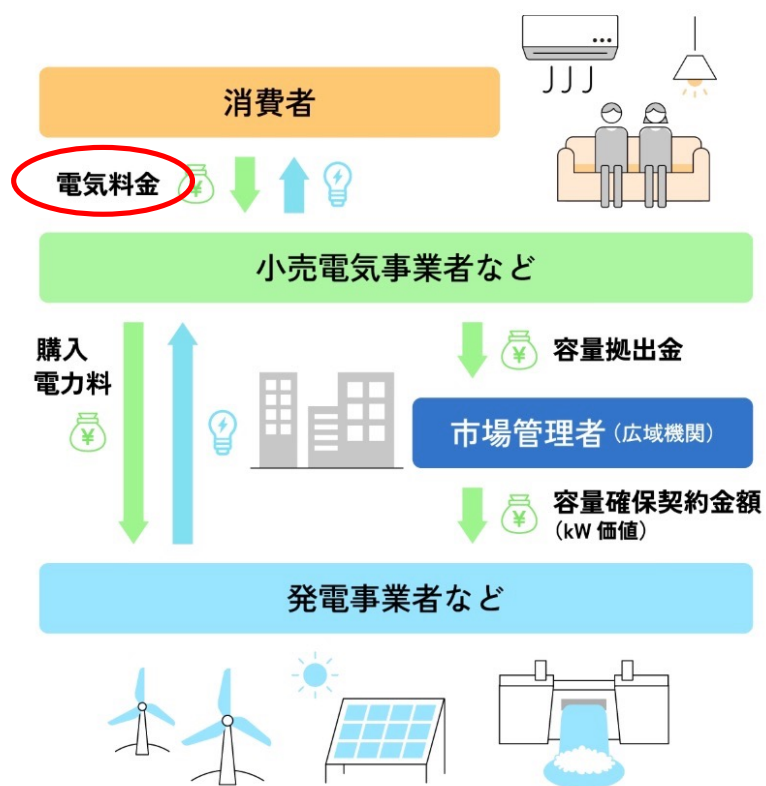 消費者
電気料金
小売電気事業者など
購入
電力料
容量拠出金
市場管理者（広域機関）
容量確保契約金額
（kW 価値）
発電事業者など